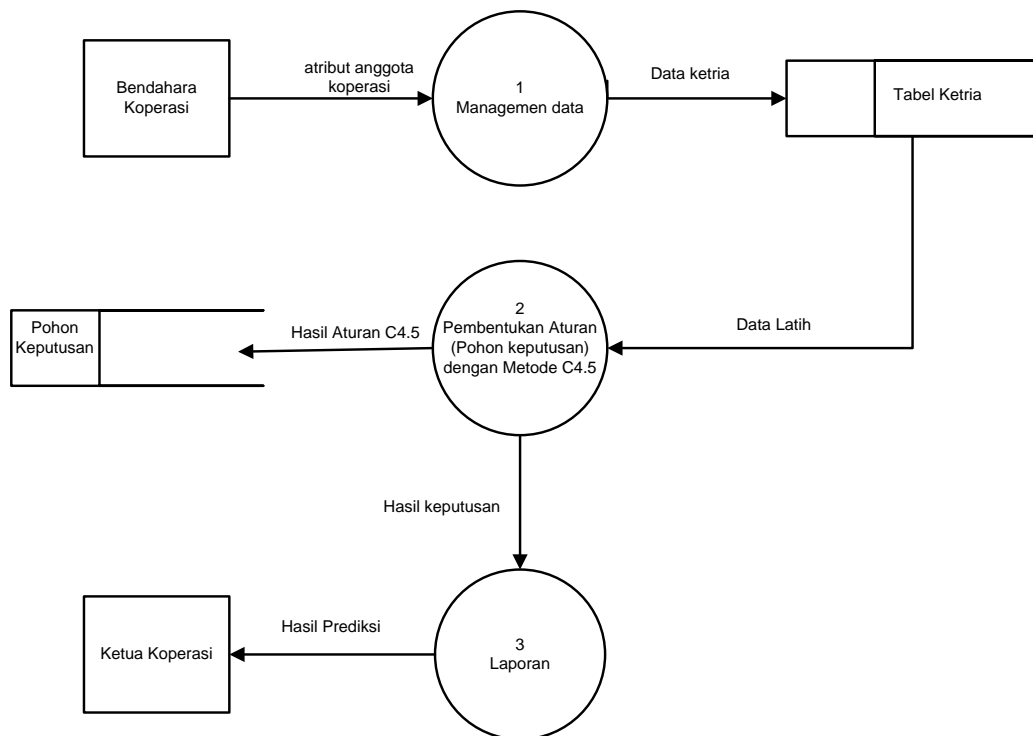 Bendahara
Koperasi
atribut anggota
koperasi
1
Managemen data
Data ketria
Tabel Ketria
Pohon
Keputusan
Hasil Aturan C4.5
2
Pembentukan Aturan
(Pohon keputusan)
dengan Metode C4.5
Data Latih
Hasil keputusan
Ketua Koperasi
Hasil Prediksi
3
Laporan